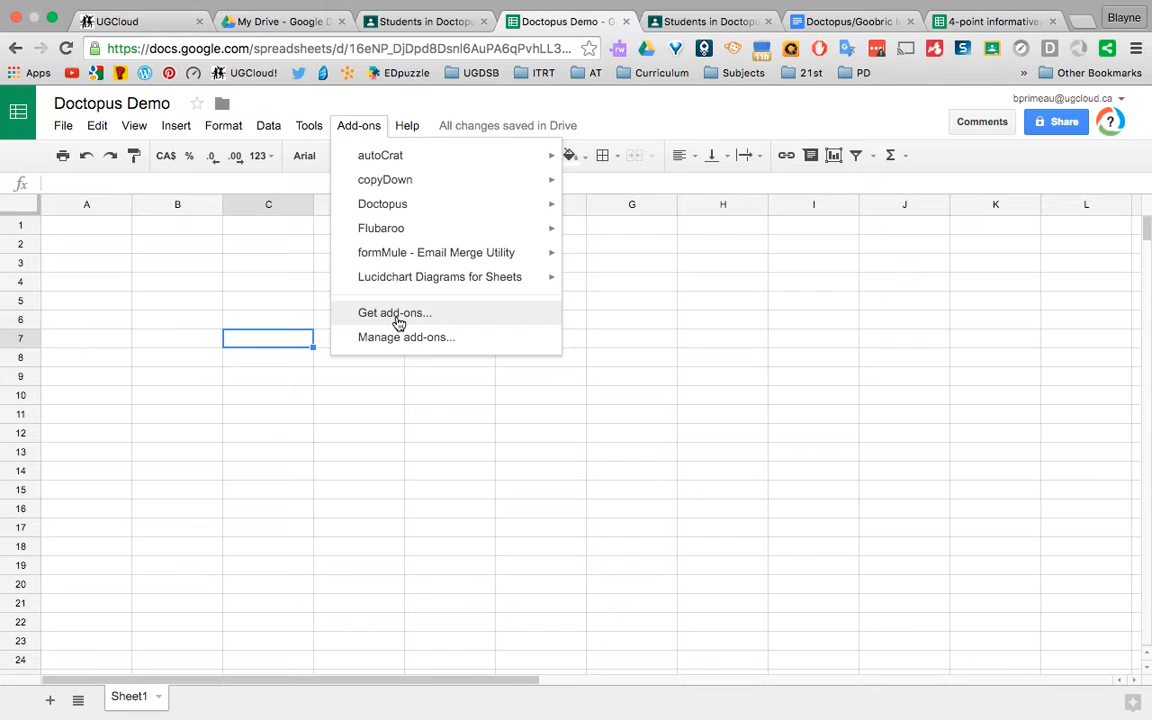 UGCloud
My Drive - Google D
Students in Doctopu
Doctopus Demo - G
Students in Doctopu
Doctopus/Goobric I
4-point informative/
Blayne
https://docs.google.com/spreadsheets/d/16eNP_DjDpd8Dsnl6AuPA6qPvhLL3...
Apps
UGCloud!
EDpuzzle
UGDSB
ITRT
AT
Curriculum
Subjects
21st
PD
»
Other Bookmarks
Doctopus Demo
bprimeau@ugcloud.ca
File Edit View Insert Format Data Tools Add-ons Help All changes saved in Drive
Comments
Share
CA$ % .0 .00 123 Arial
fx
autoCrat
copyDown
Doctopus
Flubaroo
formMule - Email Merge Utility
Lucidchart Diagrams for Sheets
Get add-ons...
Manage add-ons...
A B C G H I J K L
1
2
3
4
5
6
7
8
9
10
11
12
13
14
15
16
17
18
19
20
21
22
23
24
Sheet1